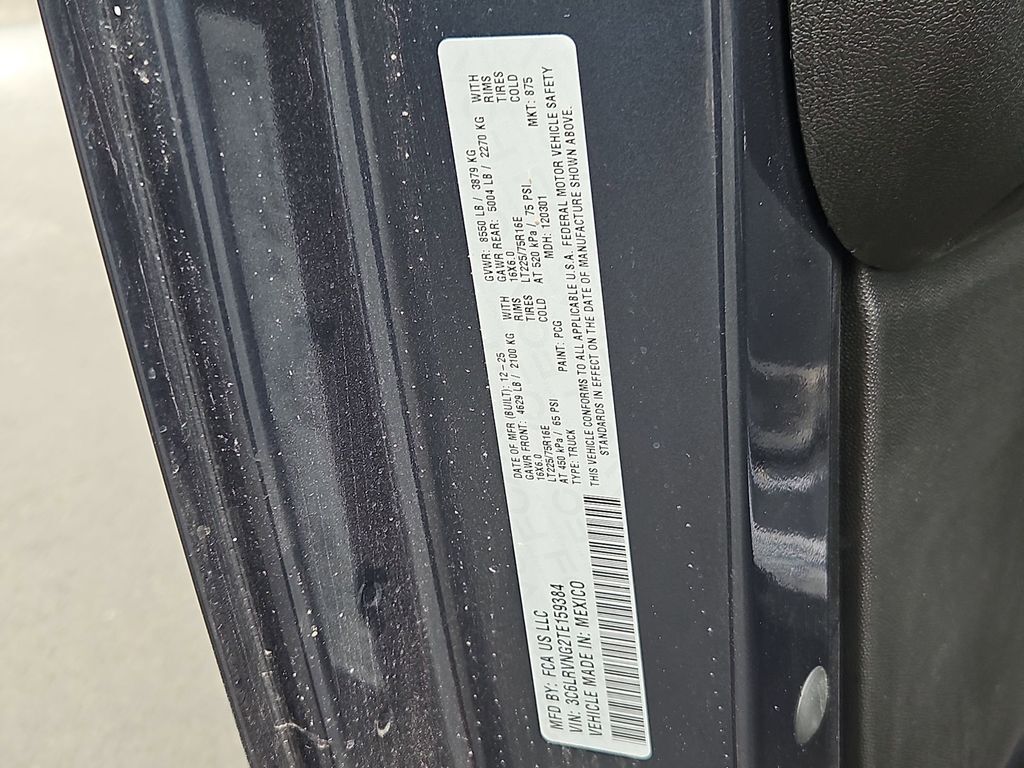 MFD BY: FCA US LLC
VIN: 3C6LRVNG2TE159384
VEHICLE MADE IN: MEXICO
DATE OF MFR (BUILT): 12-25
GAWR FRONT: 4629 LB / 2100 KG WITH
16X6.0 RIMS
LT225/75R16E TIRES
AT 450 kPa / 65 PSI COLD
GVWR: 8550 LB / 3879 KG
GAWR REAR: 5004 LB / 2270 KG WITH
16X6.0 RIMS
LT225/75R16E TIRES
AT 520 kPa / 75 PSI COLD
TYPE: TRUCK PAINT: PCG MDH: 120301 MKT: 875
THIS VEHICLE CONFORMS TO ALL APPLICABLE U.S.A. FEDERAL MOTOR VEHICLE SAFETY
STANDARDS IN EFFECT ON THE DATE OF MANUFACTURE SHOWN ABOVE.